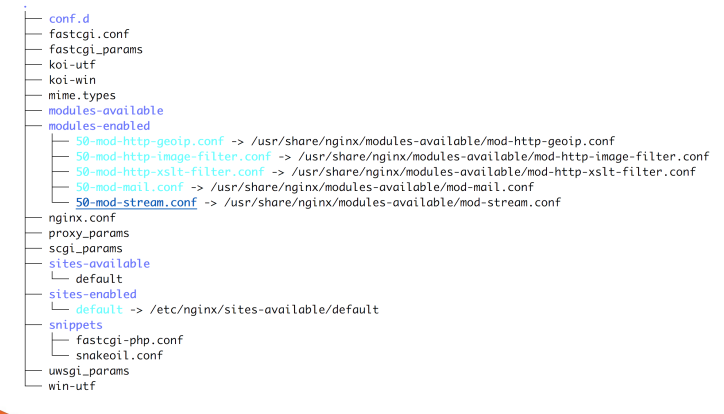 .
├── conf.d
├── fastcgi.conf
├── fastcgi_params
├── koi-utf
├── koi-win
├── mime.types
├── modules-available
├── modules-enabled
│   ├── 50-mod-http-geoip.conf -> /usr/share/nginx/modules-available/mod-http-geoip.conf
│   ├── 50-mod-http-image-filter.conf -> /usr/share/nginx/modules-available/mod-http-image-filter.conf
│   ├── 50-mod-http-xslt-filter.conf -> /usr/share/nginx/modules-available/mod-http-xslt-filter.conf
│   ├── 50-mod-mail.conf -> /usr/share/nginx/modules-available/mod-mail.conf
│   └── 50-mod-stream.conf -> /usr/share/nginx/modules-available/mod-stream.conf
├── nginx.conf
├── proxy_params
├── scgi_params
├── sites-available
│   └── default
├── sites-enabled
│   └── default -> /etc/nginx/sites-available/default
├── snippets
│   ├── fastcgi-php.conf
│   └── snakeoil.conf
├── uwsgi_params
└── win-utf